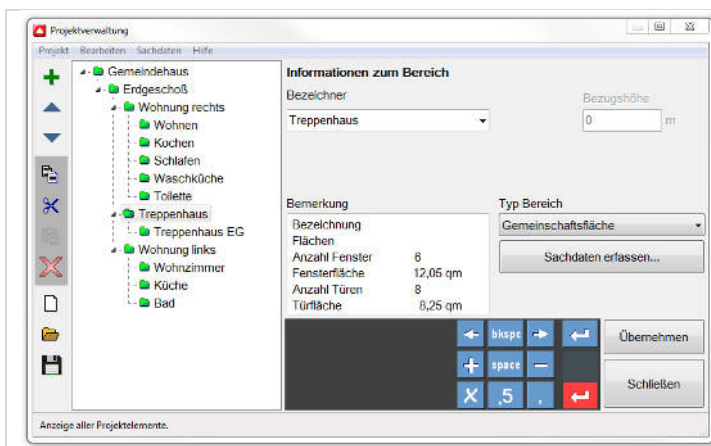 Projektverwaltung
Projekt Bearbeiten Sachdaten Hilfe
Gemeindehaus
Erdgeschoß
Wohnung rechts
Wohnen
Kochen
Schlafen
Waschküche
Toilette
Treppenhaus
Treppenhaus EG
Wohnung links
Wohnzimmer
Küche
Bad
Informationen zum Bereich
Bezeichner
Bezugshöhe
Treppenhaus
0 m
Bemerkung
Typ Bereich
Bezeichnung
Flächen
Anzahl Fenster 6
Fensterfläche 12,05 qm
Anzahl Türen 8
Türfläche 8,25 qm
Gemeinschaftsfläche
Sachdaten erfassen...
bkspc
+ space –
X ,5 ,
Übernehmen
Schließen
Anzeige aller Projektelemente.